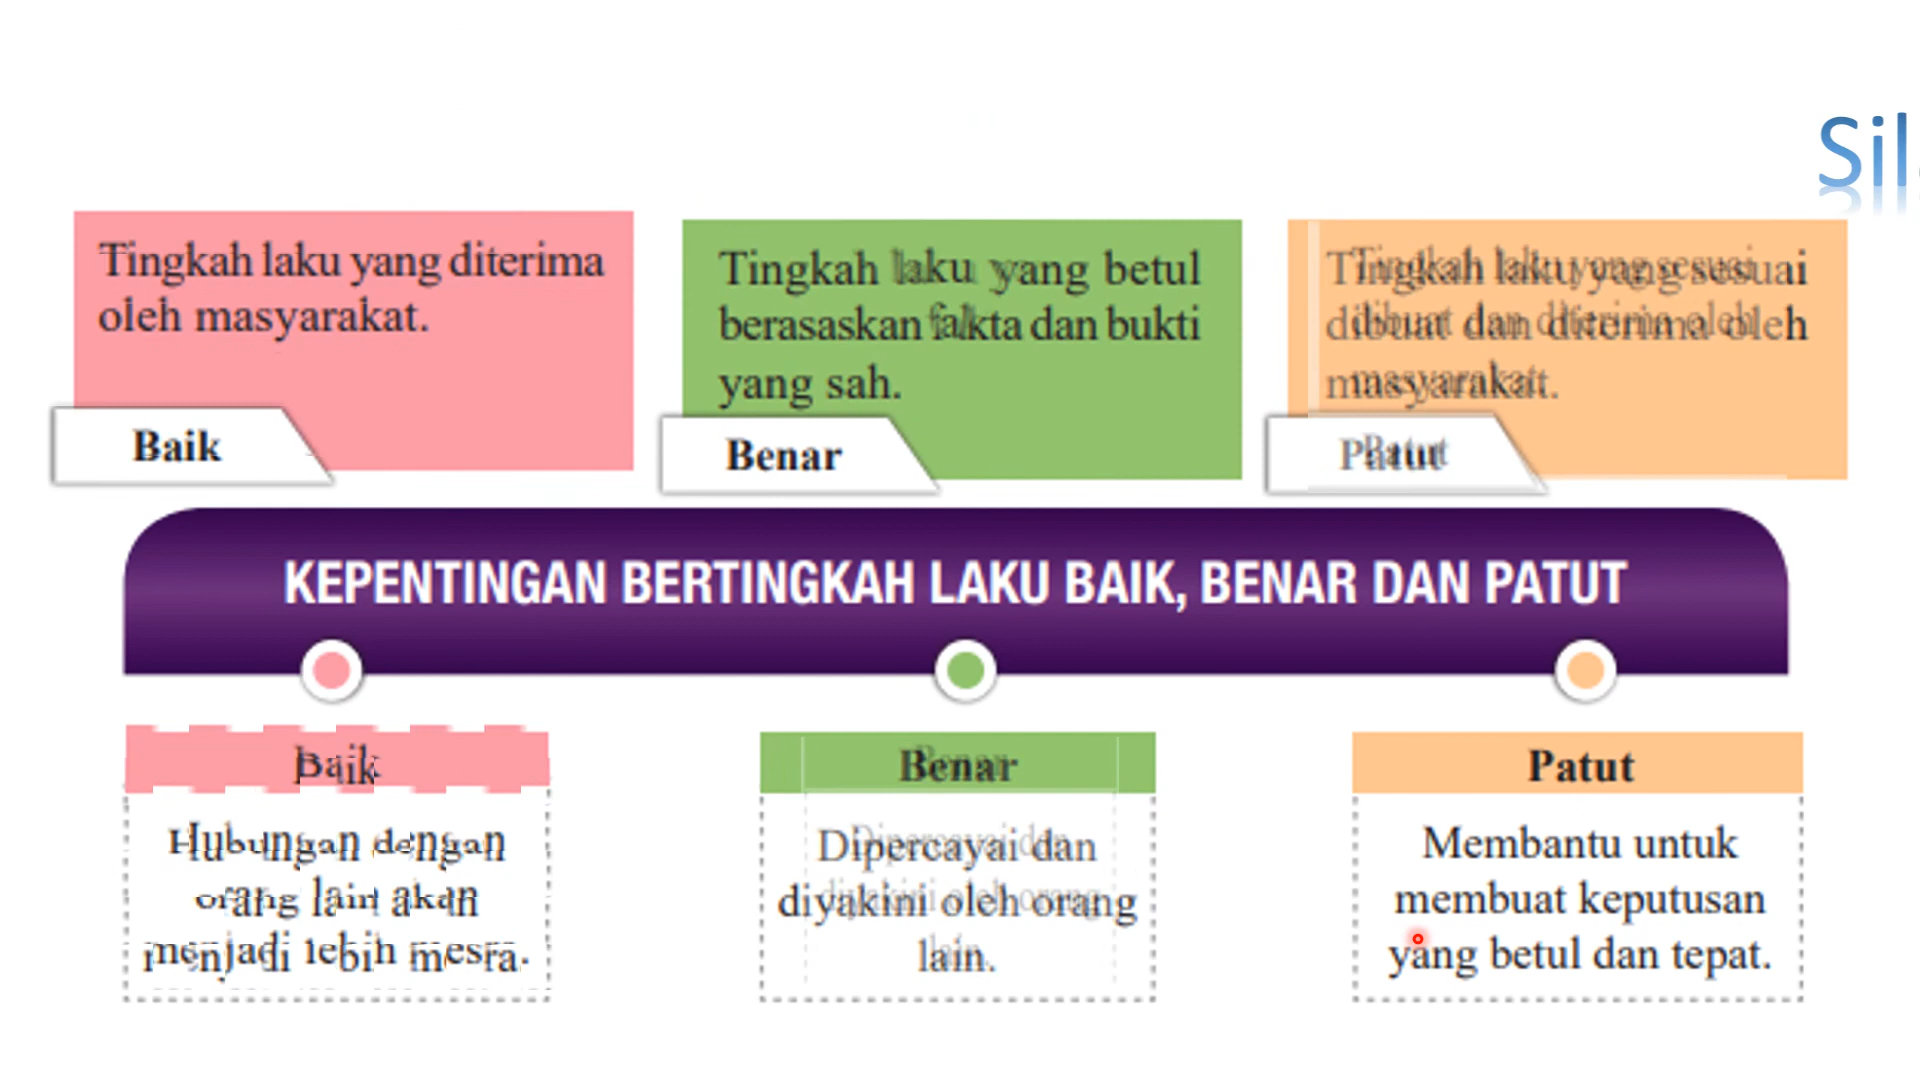 Sil
Tingkah laku yang diterima
oleh masyarakat.
Baik
Tingkah laku yang betul
berasaskan fakta dan bukti
yang sah.
Benar
Tingkah laku yang sesuai
dibuat dan diterima oleh
masyarakat.
Patut
KEPENTINGAN BERTINGKAH LAKU BAIK, BENAR DAN PATUT
Baik
Hubungan dengan
orang lain akan
menjadi lebih mesra.
Benar
Dipercayai dan
diyakini oleh orang
lain.
Patut
Membantu untuk
membuat keputusan
yang betul dan tepat.